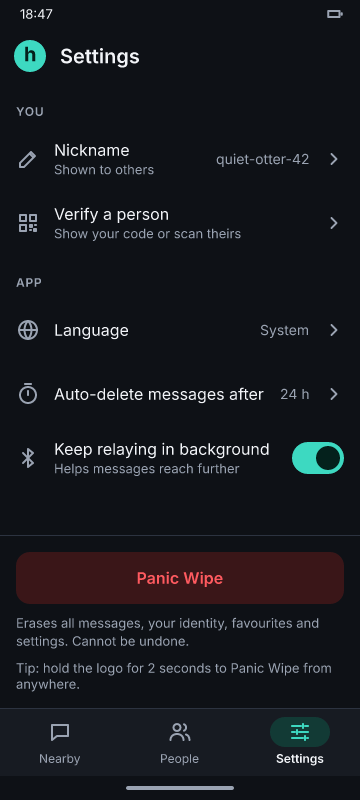 18:47
h
Settings
YOU
Nickname
quiet-otter-42
Shown to others
Verify a person
Show your code or scan theirs
APP
Language
System
Auto-delete messages after
24 h
Keep relaying in background
Helps messages reach further
Panic Wipe
Erases all messages, your identity, favourites and
settings. Cannot be undone.
Tip: hold the logo for 2 seconds to Panic Wipe from
anywhere.
Nearby
People
Settings